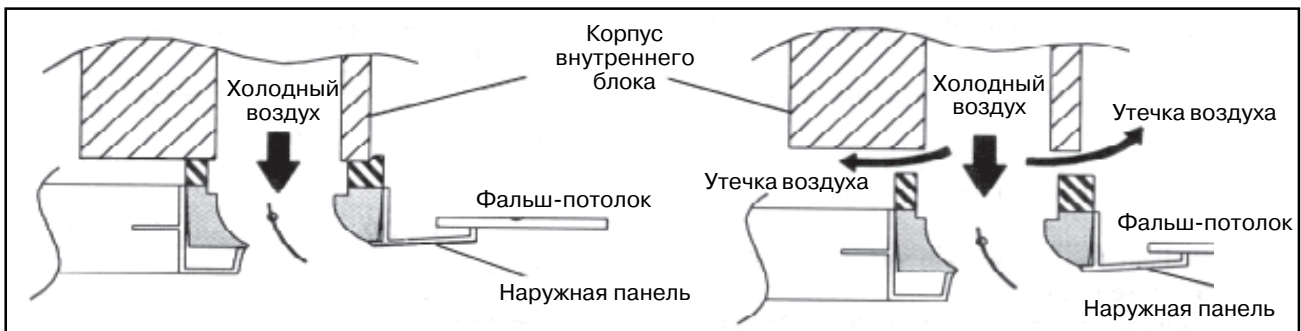 Корпус
внутреннего
блока
Холодный
воздух
Фальш-потолок
Наружная панель
Холодный
воздух
Утечка воздуха
Утечка воздуха
Фальш-потолок
Наружная панель